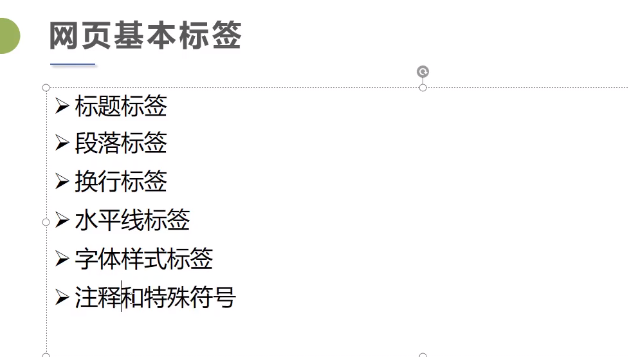 网页基本标签
标题标签
段落标签
换行标签
水平线标签
字体样式标签
注释和特殊符号